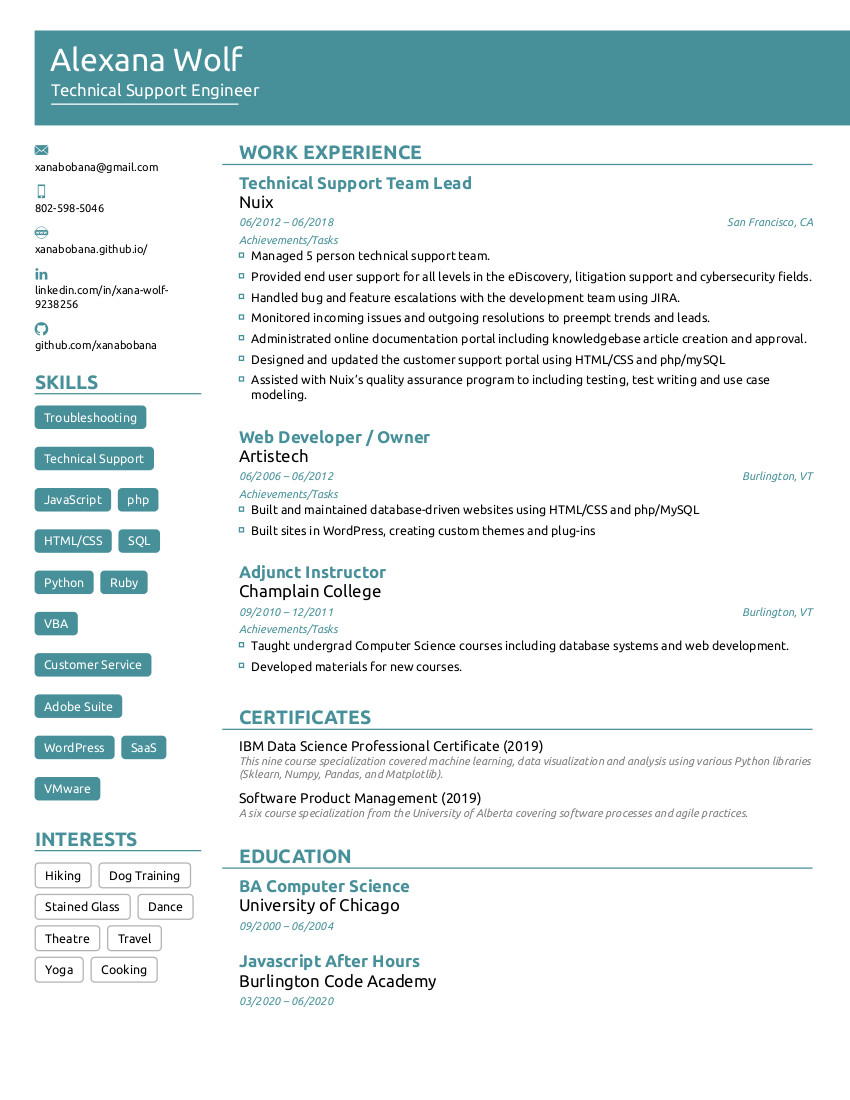 Alexana Wolf
Technical Support Engineer
xanabobana@gmail.com
802-598-5046
xanabobana.github.io/
linkedin.com/in/xana-wolf-
9238256
github.com/xanabobana
SKILLS
Troubleshooting
Technical Support
JavaScript php
HTML/CSS SQL
Python Ruby
VBA
Customer Service
Adobe Suite
WordPress SaaS
VMware
INTERESTS
Hiking Dog Training
Stained Glass Dance
Theatre Travel
Yoga Cooking
WORK EXPERIENCE
Technical Support Team Lead
Nuix
06/2012 – 06/2018 San Francisco, CA
Achievements/Tasks
Managed 5 person technical support team.
Provided end user support for all levels in the eDiscovery, litigation support and cybersecurity fields.
Handled bug and feature escalations with the development team using JIRA.
Monitored incoming issues and outgoing resolutions to preempt trends and leads.
Administrated online documentation portal including knowledgebase article creation and approval.
Designed and updated the customer support portal using HTML/CSS and php/mySQL
Assisted with Nuix's quality assurance program to including testing, test writing and use case
modeling.
Web Developer / Owner
Artistech
06/2006 – 06/2012 Burlington, VT
Achievements/Tasks
Built and maintained database-driven websites using HTML/CSS and php/MySQL
Built sites in WordPress, creating custom themes and plug-ins
Adjunct Instructor
Champlain College
09/2010 – 12/2011 Burlington, VT
Achievements/Tasks
Taught undergrad Computer Science courses including database systems and web development.
Developed materials for new courses.
CERTIFICATES
IBM Data Science Professional Certificate (2019)
This nine course specialization covered machine learning, data visualization and analysis using various Python libraries
(Sklearn, Numpy, Pandas, and Matplotlib).
Software Product Management (2019)
A six course specialization from the University of Alberta covering software processes and agile practices.
EDUCATION
BA Computer Science
University of Chicago
09/2000 – 06/2004
Javascript After Hours
Burlington Code Academy
03/2020 – 06/2020